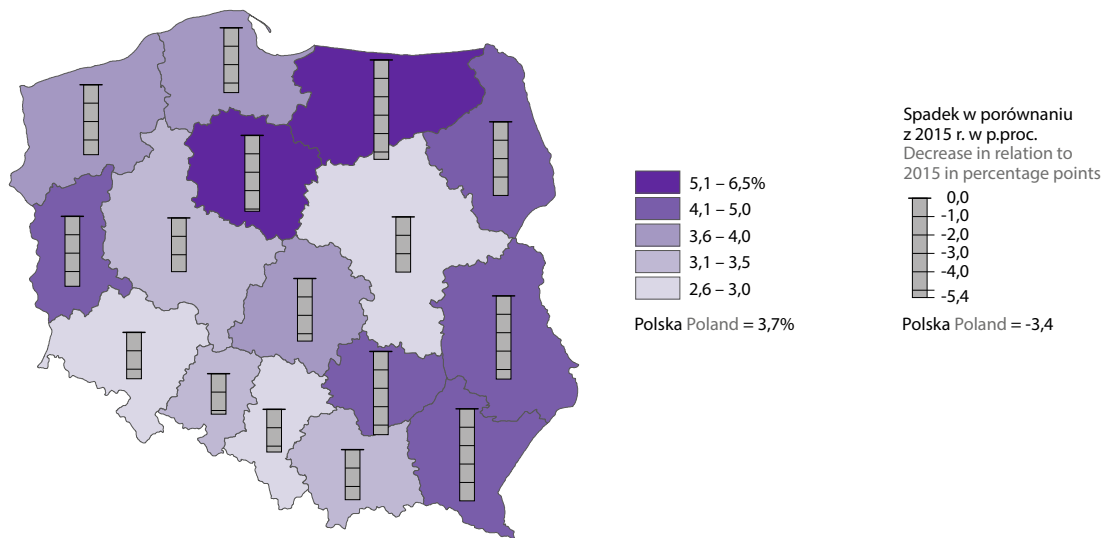 5,1 – 6,5%
4,1 – 5,0
3,6 – 4,0
3,1 – 3,5
2,6 – 3,0
Polska Poland = 3,7%
Spadek w porównaniu
z 2015 r. w p.proc.
Decrease in relation to
2015 in percentage points
0,0
-1,0
-2,0
-3,0
-4,0
-5,4
Polska Poland = -3,4